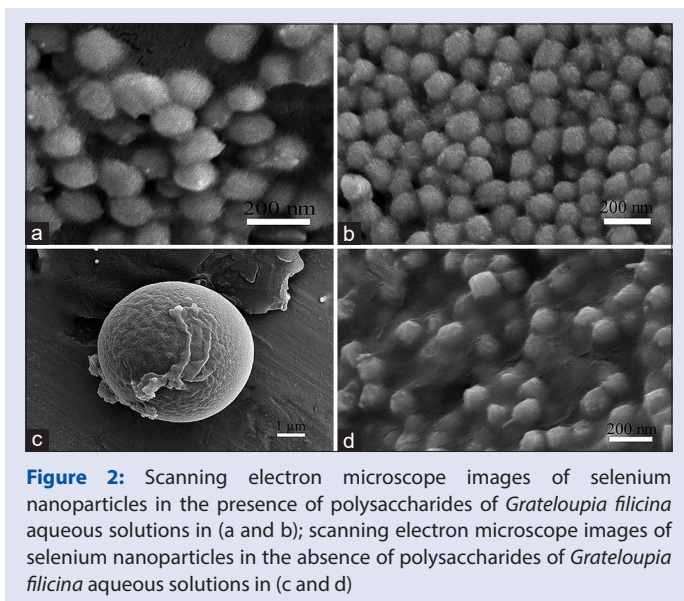 200 nm
a
200 nm
b
1 µm
c
200 nm
d
Figure 2: Scanning electron microscope images of selenium
nanoparticles in the presence of polysaccharides of Grateloupia filicina
aqueous solutions in (a and b); scanning electron microscope images of
selenium nanoparticles in the absence of polysaccharides of Grateloupia
filicina aqueous solutions in (c and d)